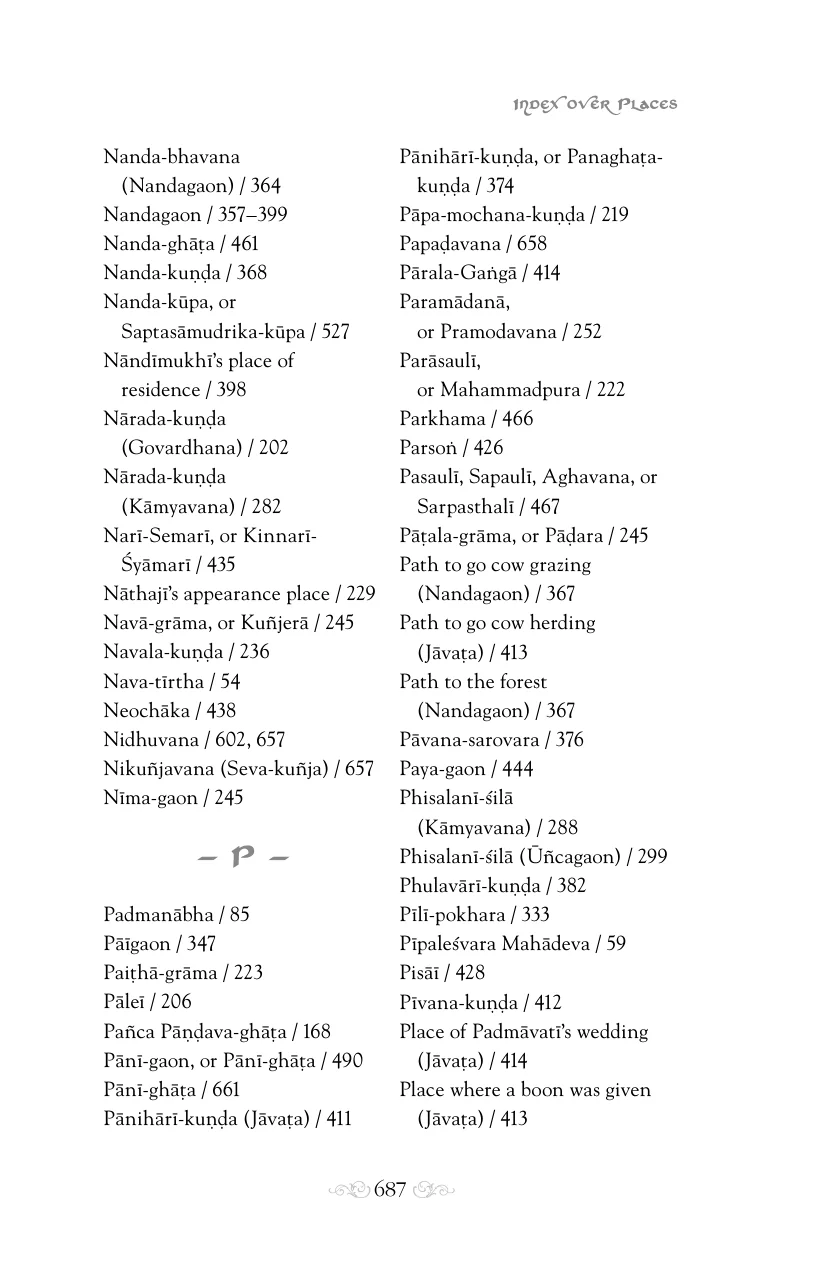 Index over Places
Nanda-bhavana
(Nandagaon) / 364
Nandagaon / 357–399
Nanda-ghāṭa / 461
Nanda-kuṇḍa / 368
Nanda-kūpa, or
Saptasāmudrika-kūpa / 527
Nāndīmukhī’s place of
residence / 398
Nārada-kuṇḍa
(Govardhana) / 202
Nārada-kuṇḍa
(Kāmyavana) / 282
Narī-Semarī, or Kinnarī-
Śyāmarī / 435
Nāthajī’s appearance place / 229
Navā-grāma, or Kuñjerā / 245
Navala-kuṇḍa / 236
Nava-tīrtha / 54
Neochāka / 438
Nidhuvana / 602, 657
Nikuñjavana (Seva-kuñja) / 657
Nīma-gaon / 245
– P –
Padmanābha / 85
Pāīgaon / 347
Paiṭhā-grāma / 223
Pāleī / 206
Pañca Pāṇḍava-ghāṭa / 168
Pānī-gaon, or Pānī-ghāṭa / 490
Pānī-ghāṭa / 661
Pānihārī-kuṇḍa (Jāvaṭa) / 411
Pānihārī-kuṇḍa, or Panaghaṭa-
kuṇḍa / 374
Pāpa-mochana-kuṇḍa / 219
Papaḍavana / 658
Pārala-Gaṅgā / 414
Paramādanā,
or Pramodavana / 252
Parāsaulī,
or Mahammadpura / 222
Parkhama / 466
Parsoṅ / 426
Pasaulī, Sapaulī, Aghavana, or
Sarpasthalī / 467
Pāṭala-grāma, or Pāḍara / 245
Path to go cow grazing
(Nandagaon) / 367
Path to go cow herding
(Jāvaṭa) / 413
Path to the forest
(Nandagaon) / 367
Pāvana-sarovara / 376
Paya-gaon / 444
Phisalanī-śilā
(Kāmyavana) / 288
Phisalanī-śilā (Ūñcagaon) / 299
Phulavārī-kuṇḍa / 382
Pīlī-pokhara / 333
Pīpaleśvara Mahādeva / 59
Pisāī / 428
Pīvana-kuṇḍa / 412
Place of Padmāvatī’s wedding
(Jāvaṭa) / 414
Place where a boon was given
(Jāvaṭa) / 413
687